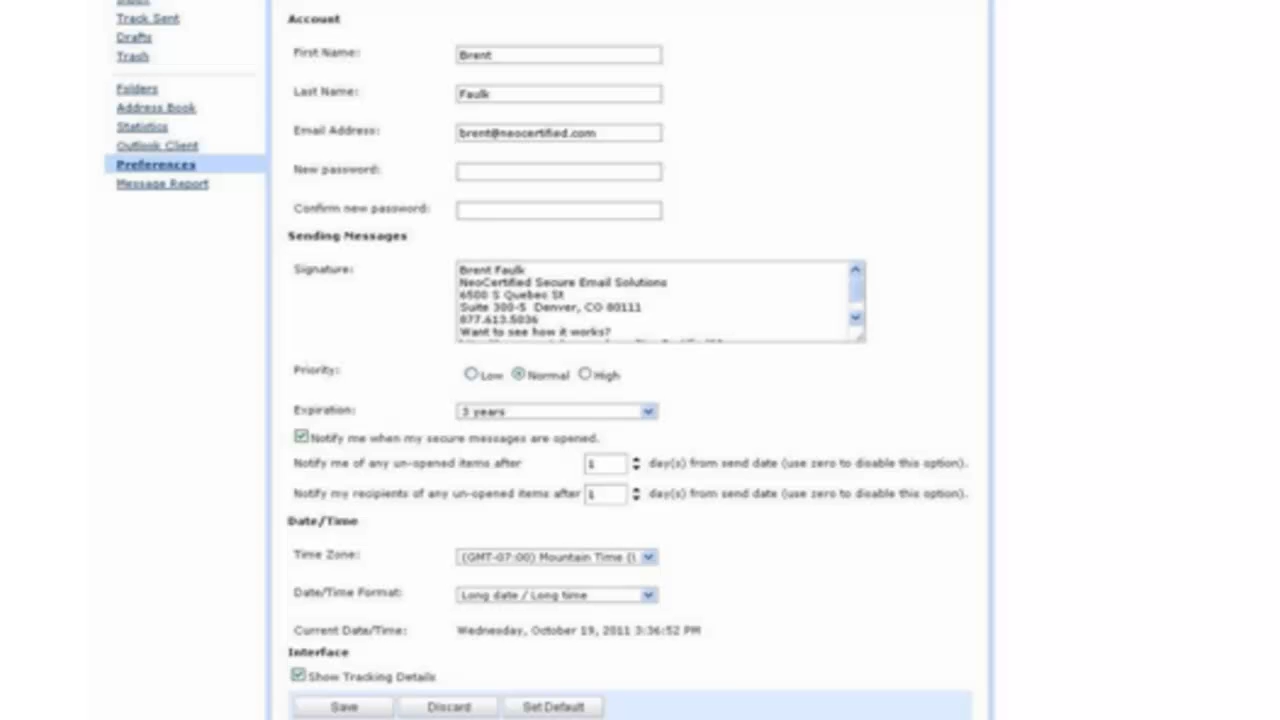 Track Sent
Drafts
Trash
Folders
Address Book
Statistics
Outlook Client
Preferences
Message Report
Account
First Name: Brent
Last Name: Faulk
Email Address: brent@neocertified.com
New password:
Confirm new password:
Sending Messages
Signature: Brent Faulk
NeoCertified Secure Email Solutions
6500 S Quebec St
Suite 300-S Denver, CO 80111
877.613.5036
Want to see how it works?
Priority: Low Normal High
Expiration: 3 years
Notify me when my secure messages are opened.
Notify me of any un-opened items after 1 day(s) from send date (use zero to disable this option).
Notify my recipients of any un-opened items after 1 day(s) from send date (use zero to disable this option).
Date/Time
Time Zone: (GMT-07:00) Mountain Time (
Date/Time Format: Long date / Long time
Current Date/Time: Wednesday, October 19, 2011 3:36:52 PM
Interface
Show Tracking Details
Save Discard Set Default